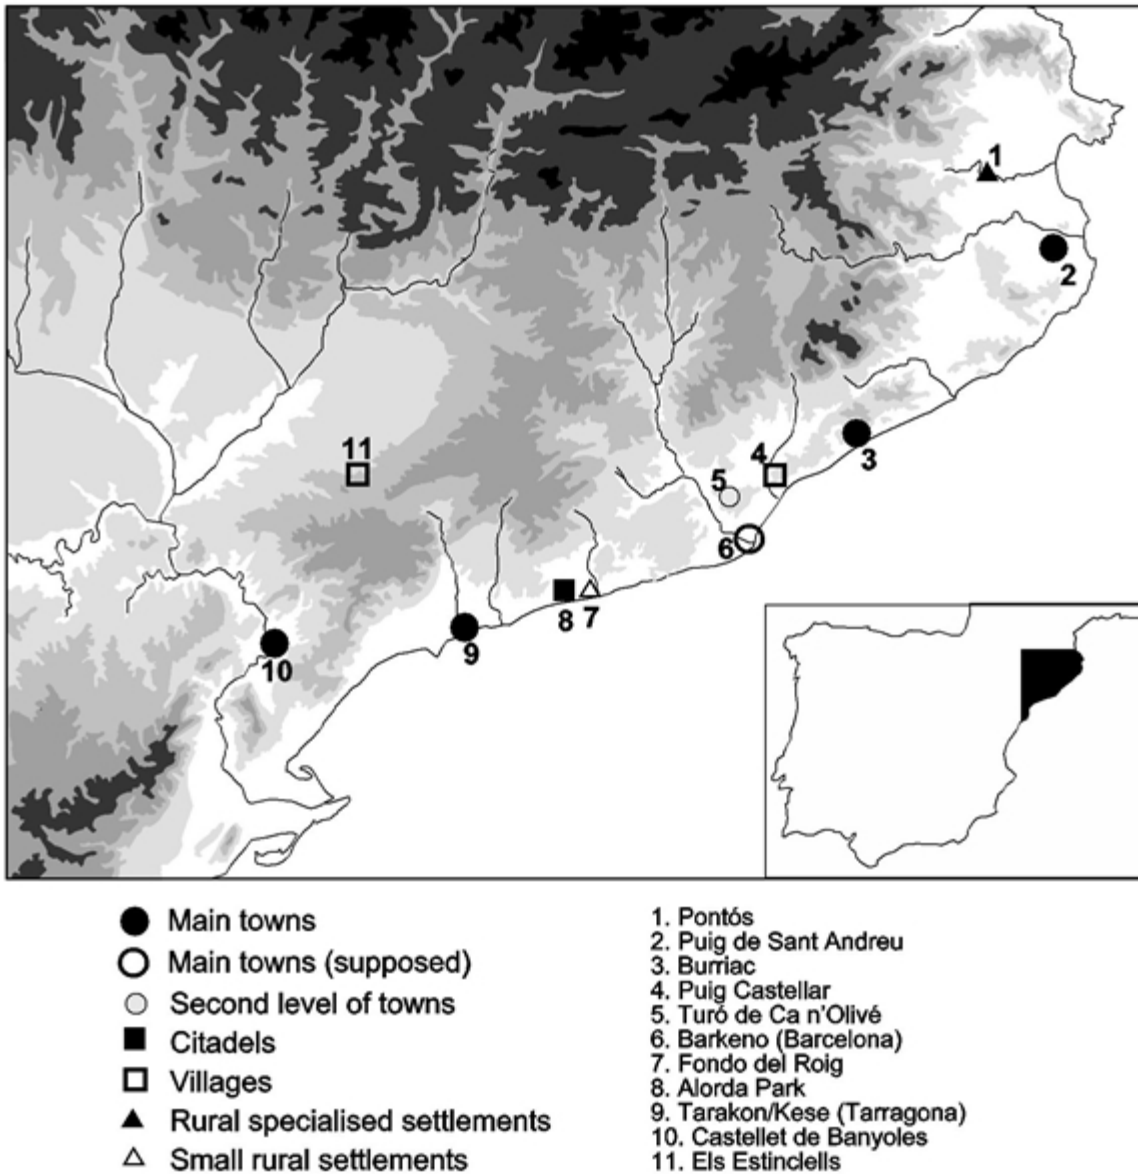 1
2
3
4
5
6
7
8
9
10
11
Main towns
Main towns (supposed)
Second level of towns
Citadels
Villages
Rural specialised settlements
Small rural settlements
1. Pontós
2. Puig de Sant Andreu
3. Burriac
4. Puig Castellar
5. Turó de Ca n'Olivé
6. Barkeno (Barcelona)
7. Fondo del Roig
8. Alorda Park
9. Tarakon/Kese (Tarragona)
10. Castellet de Banyoles
11. Els Estinclells